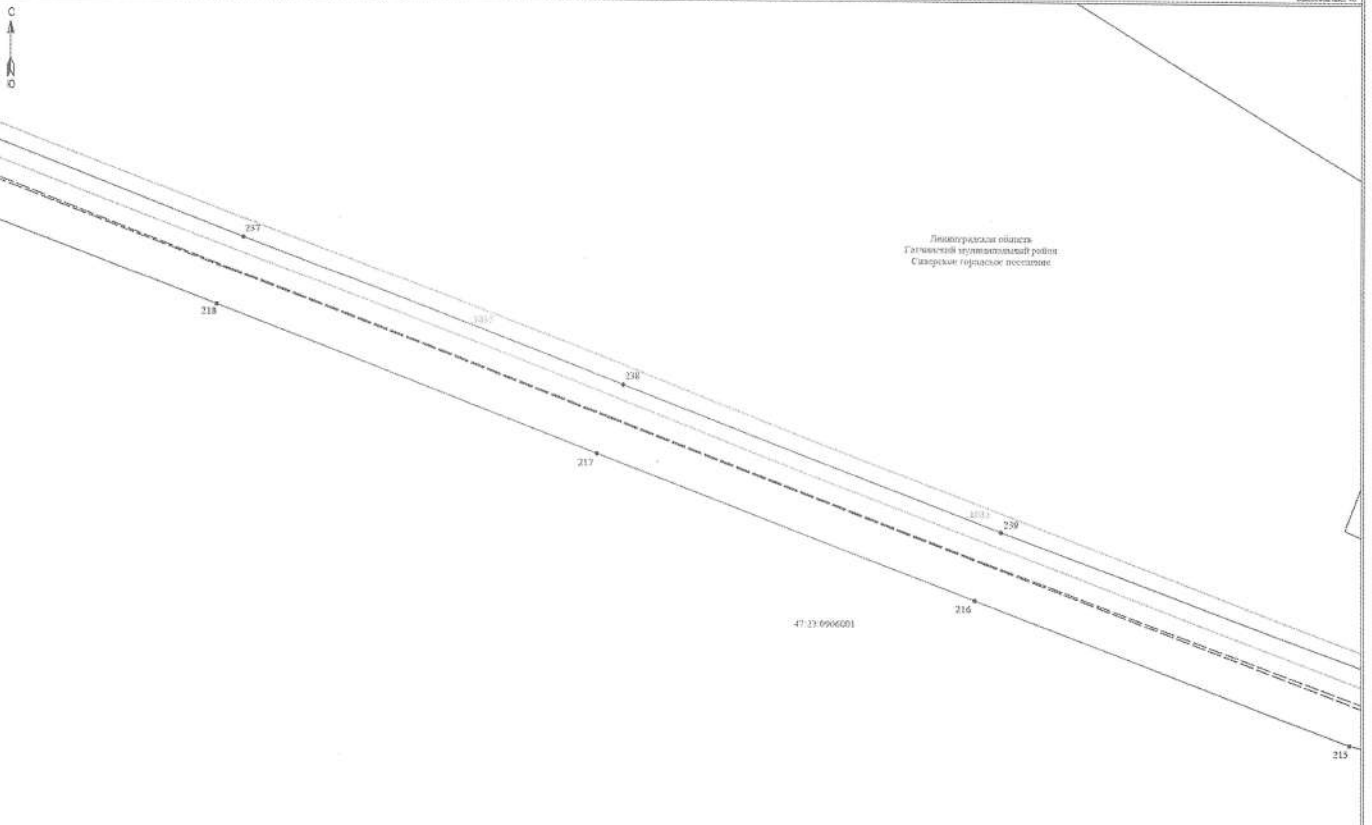 С
Ю
237
218
238
217
Ленинградская область
Гатчинский муниципальный район
Сиверское городское поселение
239
216
47:23:0906001
215